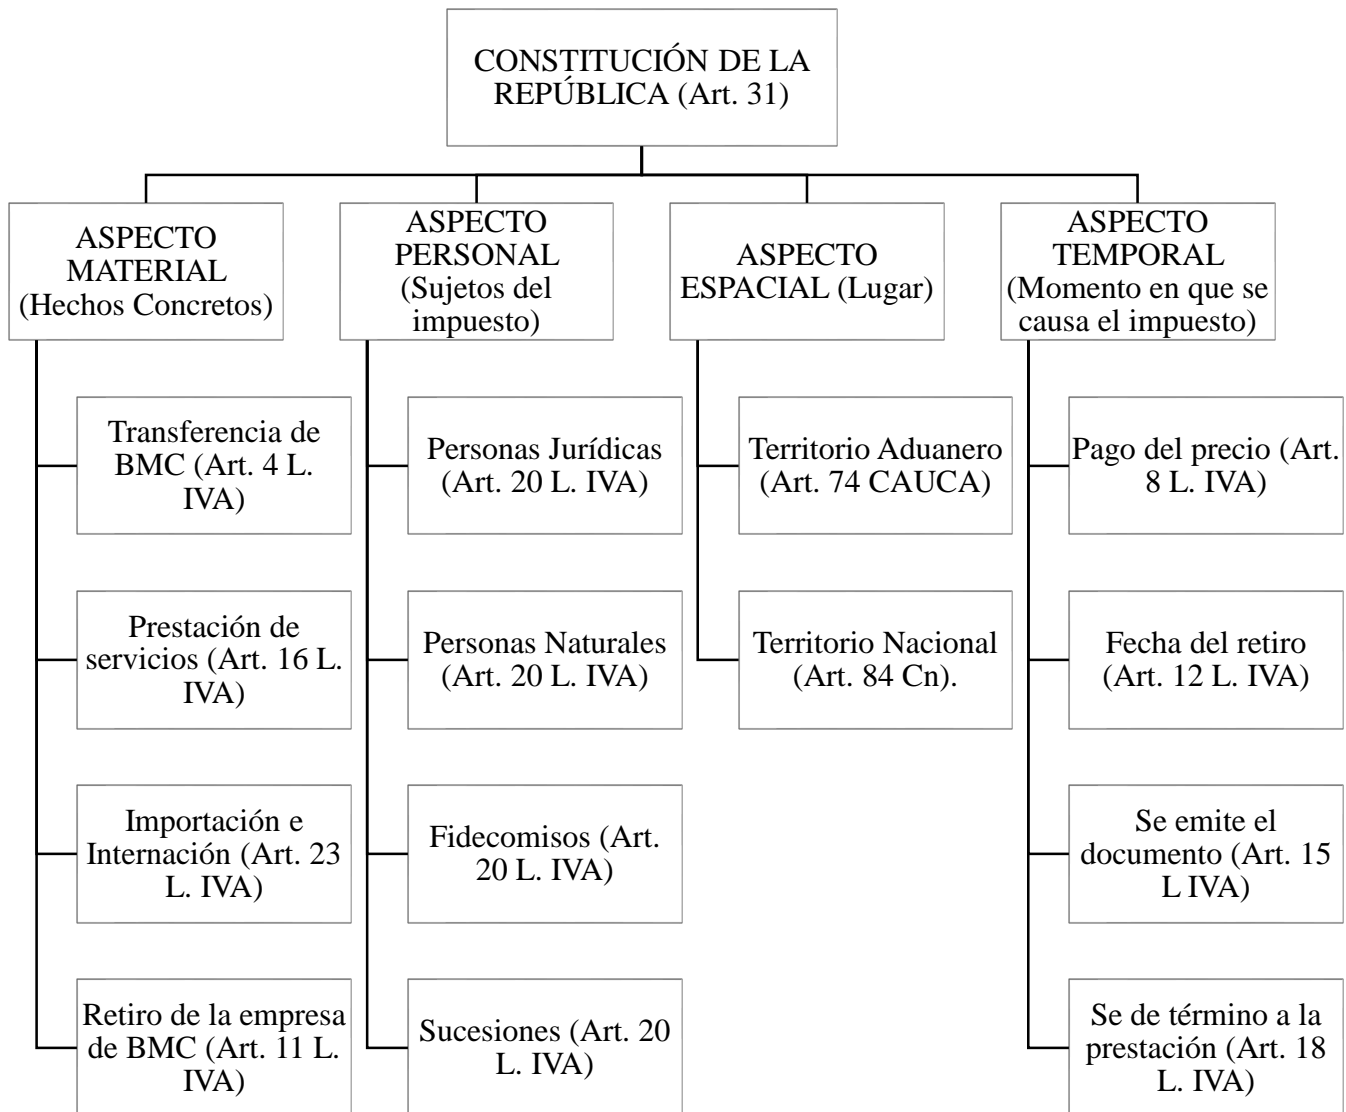 CONSTITUCIÓN DE LA
REPÚBLICA (Art. 31)
ASPECTO
MATERIAL
(Hechos Concretos)
Transferencia de
BMC (Art. 4 L.
IVA)
Prestación de
servicios (Art. 16 L.
IVA)
Importación e
Internación (Art. 23
L. IVA)
Retiro de la empresa
de BMC (Art. 11 L.
IVA)
ASPECTO
PERSONAL
(Sujetos del
impuesto)
Personas Jurídicas
(Art. 20 L. IVA)
Personas Naturales
(Art. 20 L. IVA)
Fidecomisos (Art.
20 L. IVA)
Sucesiones (Art. 20
L. IVA)
ASPECTO
ESPACIAL (Lugar)
Territorio Aduanero
(Art. 74 CAUCA)
Territorio Nacional
(Art. 84 Cn).
ASPECTO
TEMPORAL
(Momento en que se
causa el impuesto)
Pago del precio (Art.
8 L. IVA)
Fecha del retiro
(Art. 12 L. IVA)
Se emite el
documento (Art. 15
L IVA)
Se de término a la
prestación (Art. 18
L. IVA)